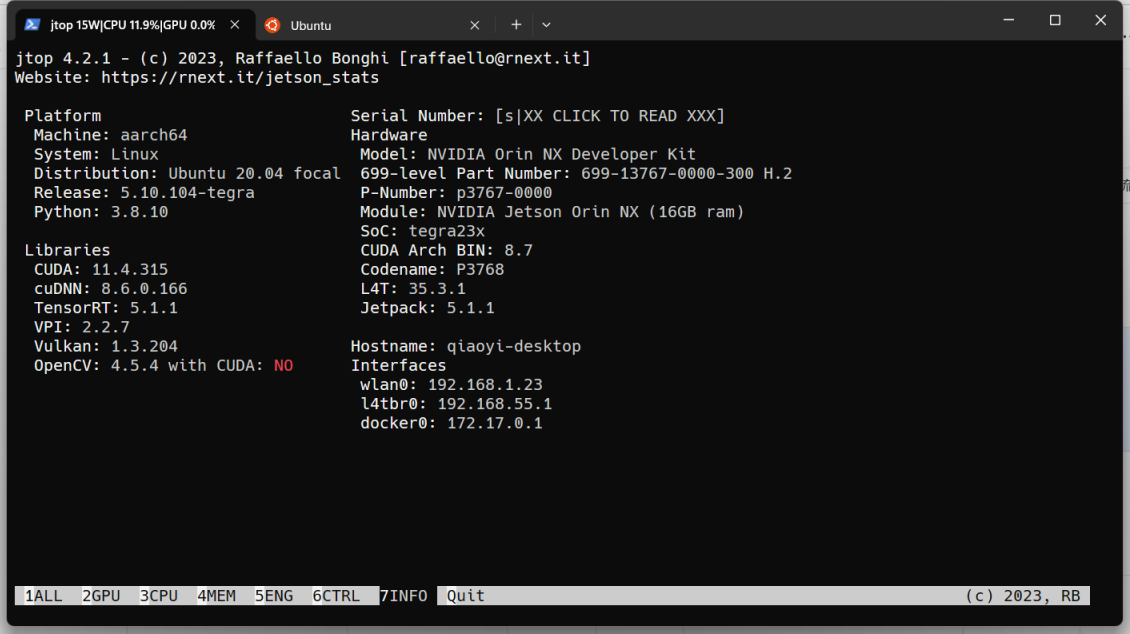 jtop 15W|CPU 11.9%|GPU 0.0%
Ubuntu
jtop 4.2.1 - (c) 2023, Raffaello Bonghi [raffaello@rnext.it]
Website: https://rnext.it/jetson_stats
Platform
Machine: aarch64
System: Linux
Distribution: Ubuntu 20.04 focal
Release: 5.10.104-tegra
Python: 3.8.10
Libraries
CUDA: 11.4.315
cuDNN: 8.6.0.166
TensorRT: 5.1.1
VPI: 2.2.7
Vulkan: 1.3.204
OpenCV: 4.5.4 with CUDA: NO
Serial Number: [s|XX CLICK TO READ XXX]
Hardware
Model: NVIDIA Orin NX Developer Kit
699-level Part Number: 699-13767-0000-300 H.2
P-Number: p3767-0000
Module: NVIDIA Jetson Orin NX (16GB ram)
SoC: tegra23x
CUDA Arch BIN: 8.7
Codename: P3768
L4T: 35.3.1
Jetpack: 5.1.1
Hostname: qiaoyi-desktop
Interfaces
wlan0: 192.168.1.23
l4tbr0: 192.168.55.1
docker0: 172.17.0.1
1ALL 2GPU 3CPU 4MEM 5ENG 6CTRL 7INFO Quit (c) 2023, RB